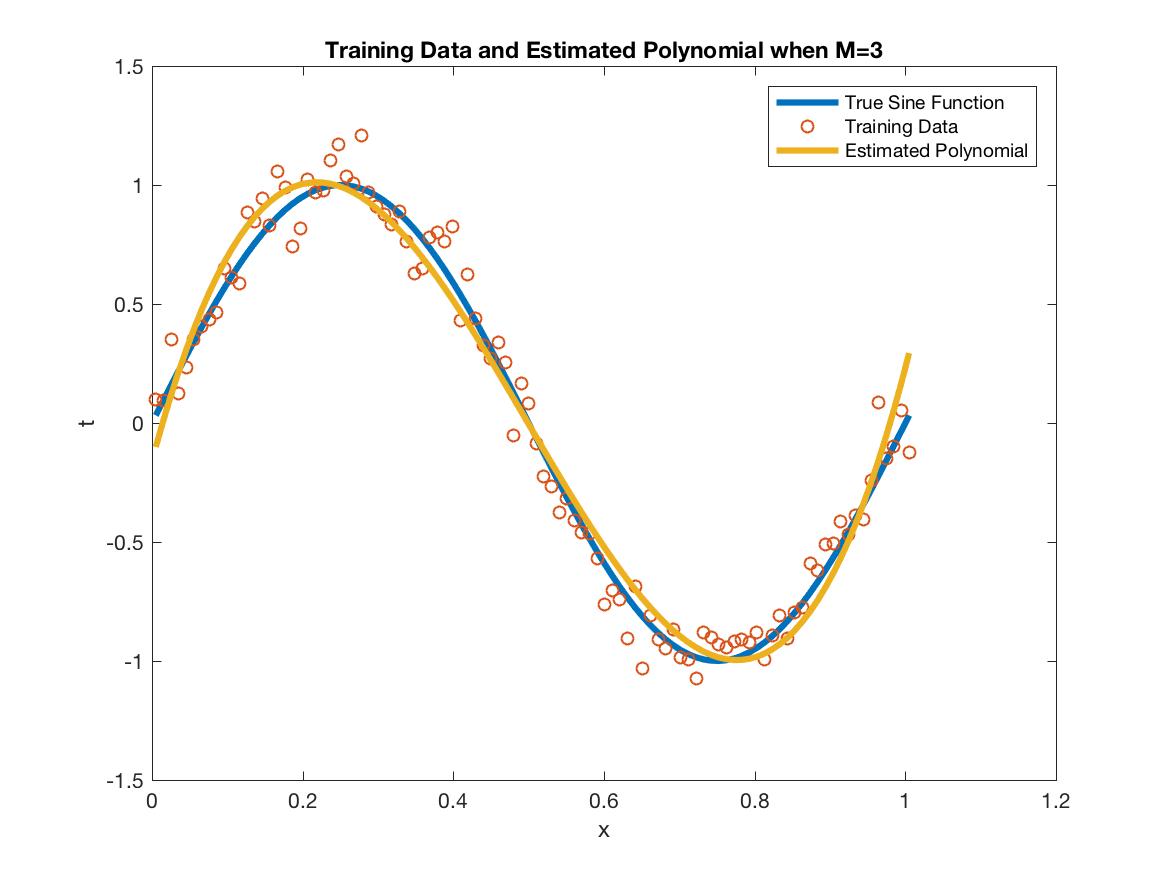 Training Data and Estimated Polynomial when M=3
True Sine Function
Training Data
Estimated Polynomial
1.5
1
0.5
0
-0.5
-1
-1.5
t
0
0.2
0.4
0.6
0.8
1
1.2
x